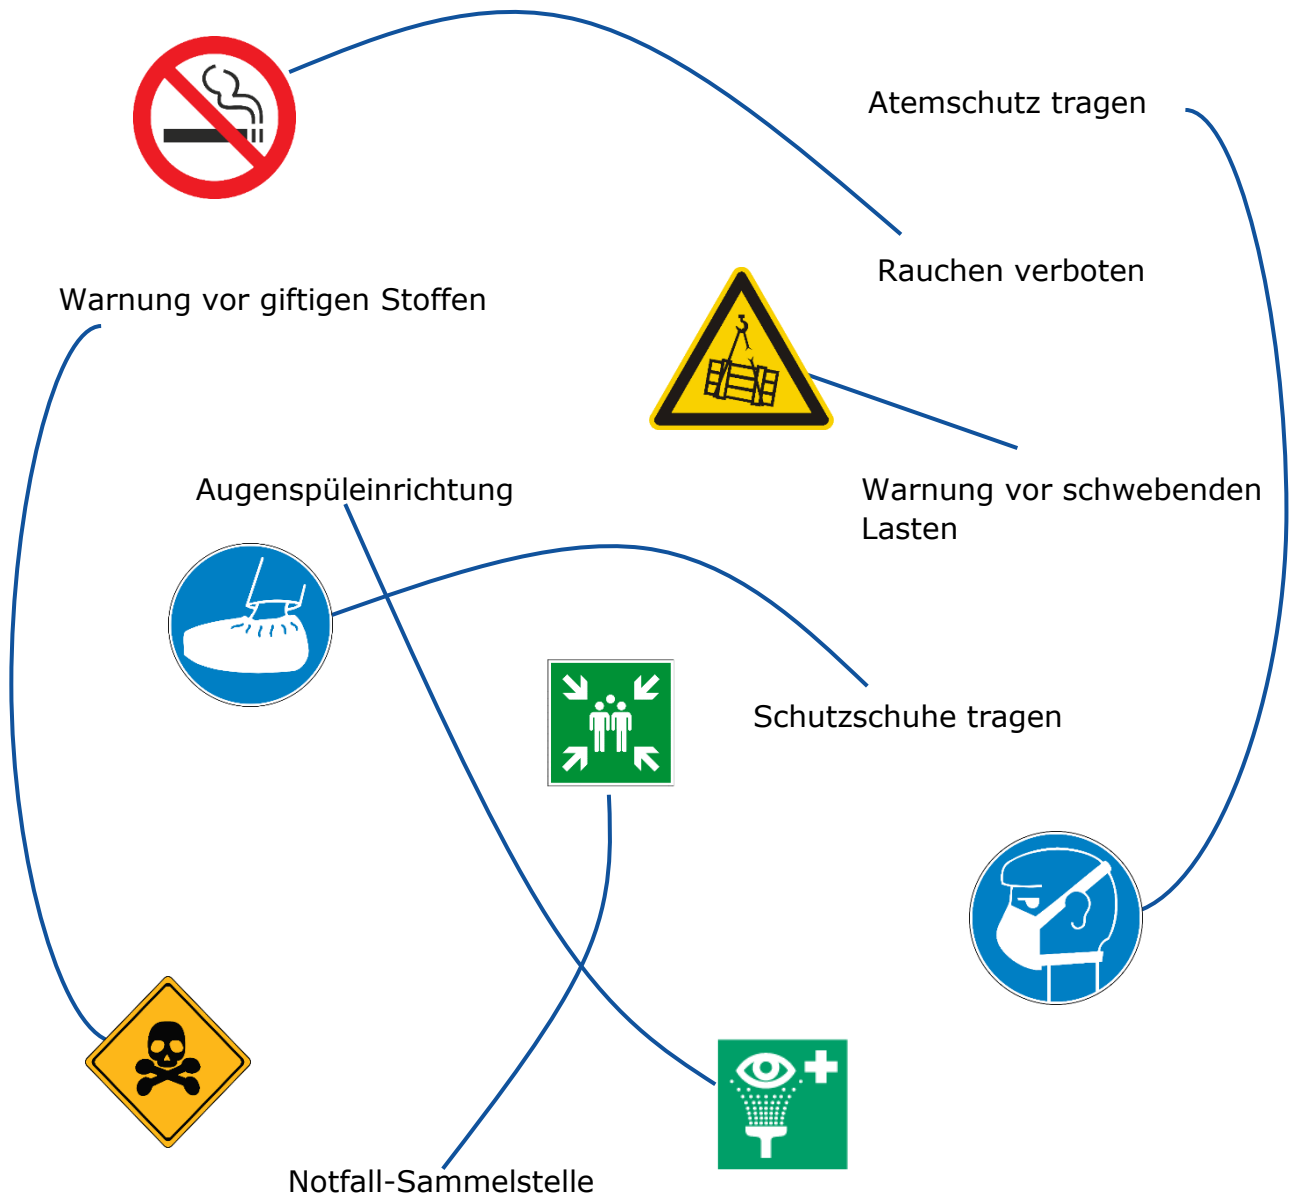 Atemschutz tragen
Rauchen verboten
Warnung vor giftigen Stoffen
Augenspüleinrichtung
Warnung vor schwebenden
Lasten
Schutzschuhe tragen
Notfall-Sammelstelle